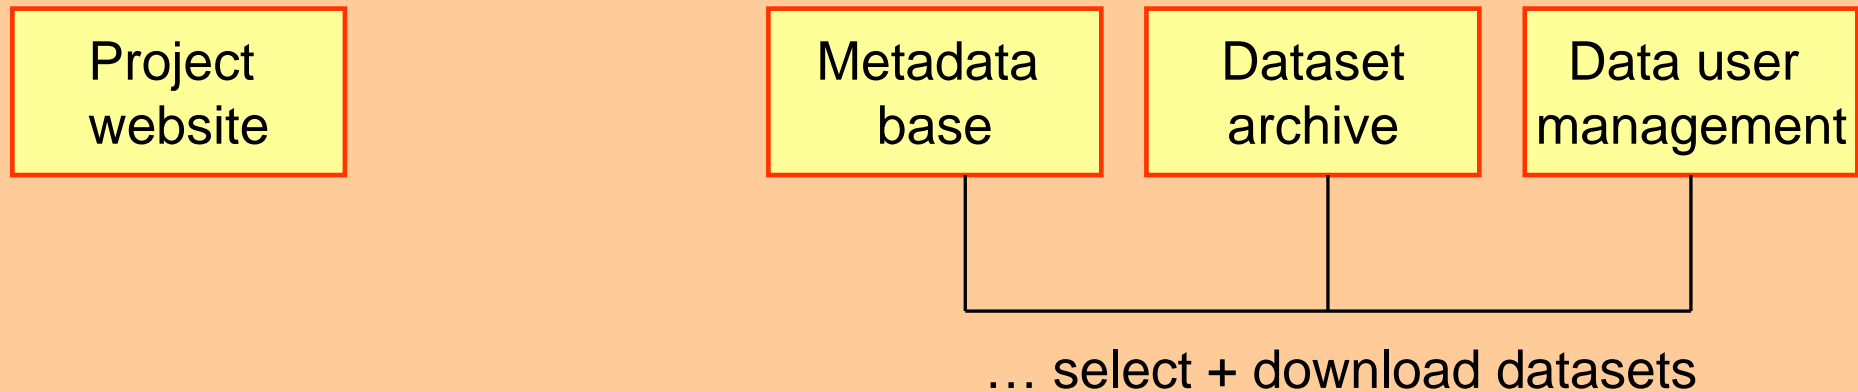 Project
website
Metadata
base
Dataset
archive
Data user
management
… select + download datasets